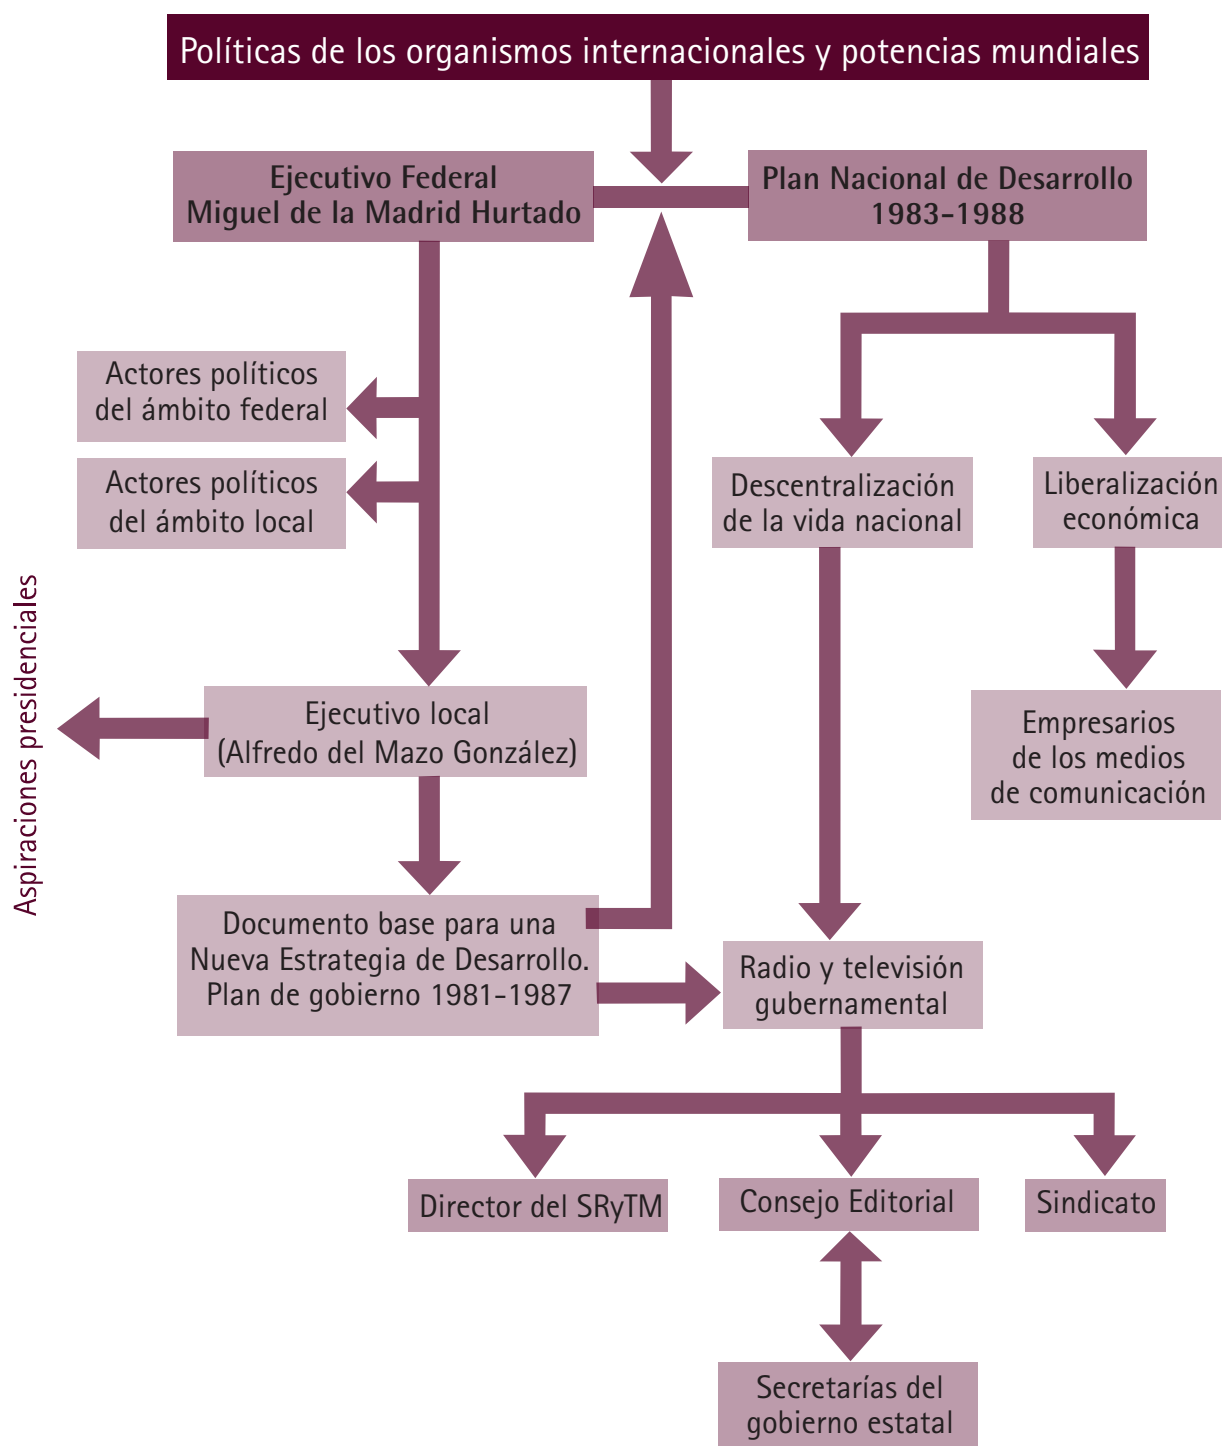 Políticas de los organismos internacionales y potencias mundiales
Ejecutivo Federal
Miguel de la Madrid Hurtado
Plan Nacional de Desarrollo
1983-1988
Actores políticos
del ámbito federal
Actores políticos
del ámbito local
Descentralización
de la vida nacional
Liberalización
económica
Aspiraciones presidenciales
Ejecutivo local
(Alfredo del Mazo González)
Empresarios
de los medios
de comunicación
Documento base para una
Nueva Estrategia de Desarrollo.
Plan de gobierno 1981-1987
Radio y televisión
gubernamental
Director del SRyTM
Consejo Editorial
Sindicato
Secretarías del
gobierno estatal